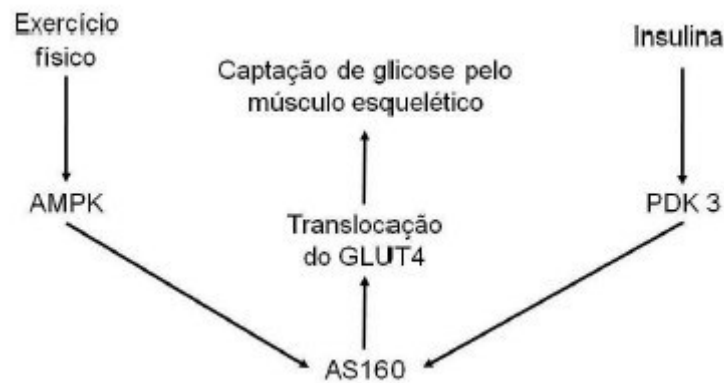 Exercício
físico
Insulina
Captação de glicose pelo
músculo esquelético
AMPK
Translocação
do GLUT4
PDK 3
AS160